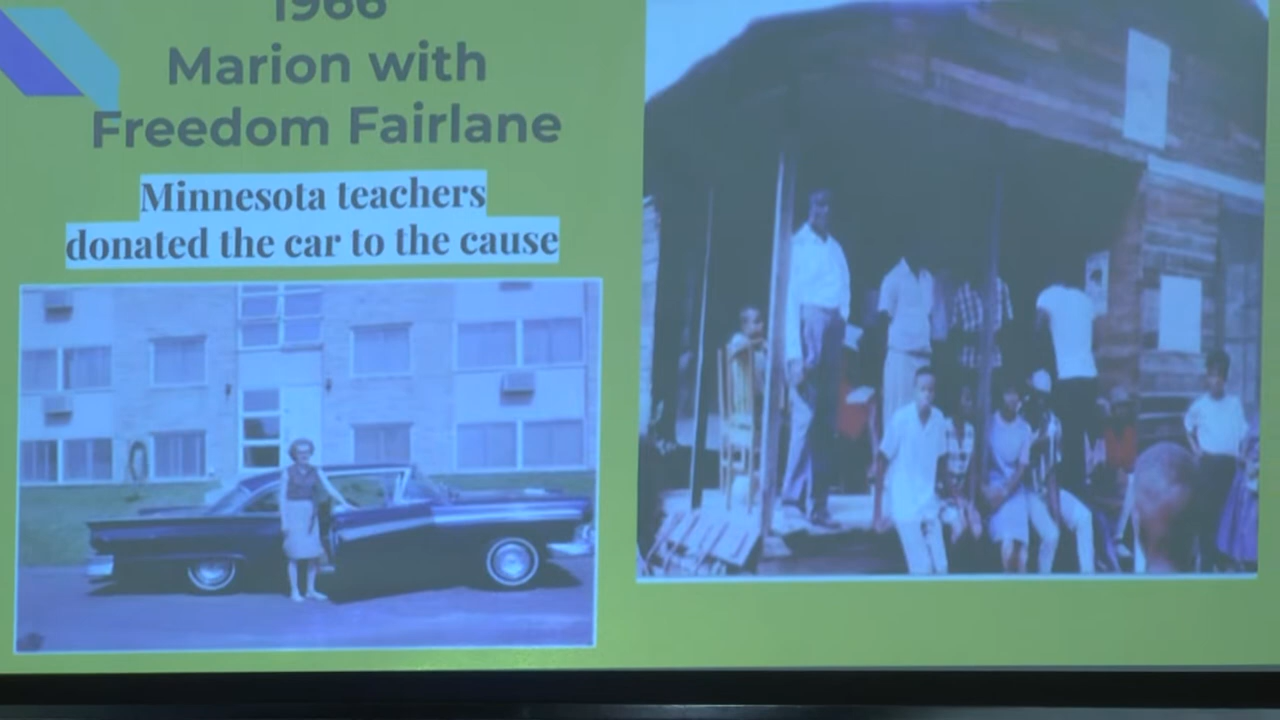 1966
Marion with
Freedom Fairlane
Minnesota teachers
donated the car to the cause